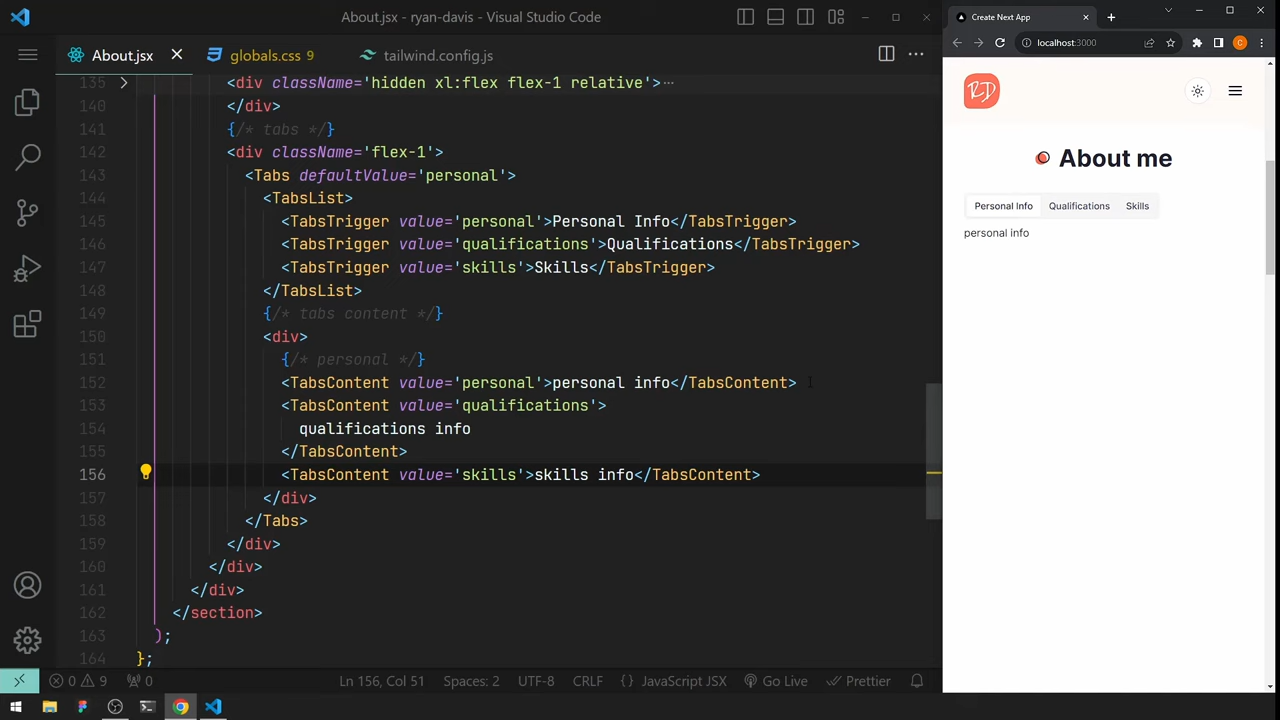 About.jsx - ryan-davis - Visual Studio Code
About.jsx
globals.css 9
tailwind.config.js
135 <div className='hidden xl:flex flex-1 relative'>···
140 </div>
141 {/* tabs */}
142 <div className='flex-1'>
143 <Tabs defaultValue='personal'>
144 <TabsList>
145 <TabsTrigger value='personal'>Personal Info</TabsTrigger>
146 <TabsTrigger value='qualifications'>Qualifications</TabsTrigger>
147 <TabsTrigger value='skills'>Skills</TabsTrigger>
148 </TabsList>
149 {/* tabs content */}
150 <div>
151 {/* personal */}
152 <TabsContent value='personal'>personal info</TabsContent>
153 <TabsContent value='qualifications'>
154 qualifications info
155 </TabsContent>
156 <TabsContent value='skills'>skills info</TabsContent>
157 </div>
158 </Tabs>
159 </div>
160 </div>
161 </div>
162 </section>
163 );
164 };
0 9 0 Ln 156, Col 51 Spaces: 2 UTF-8 CRLF {} JavaScript JSX Go Live Prettier
Create Next App
localhost:3000
C
RD
About me
Personal Info Qualifications Skills
personal info